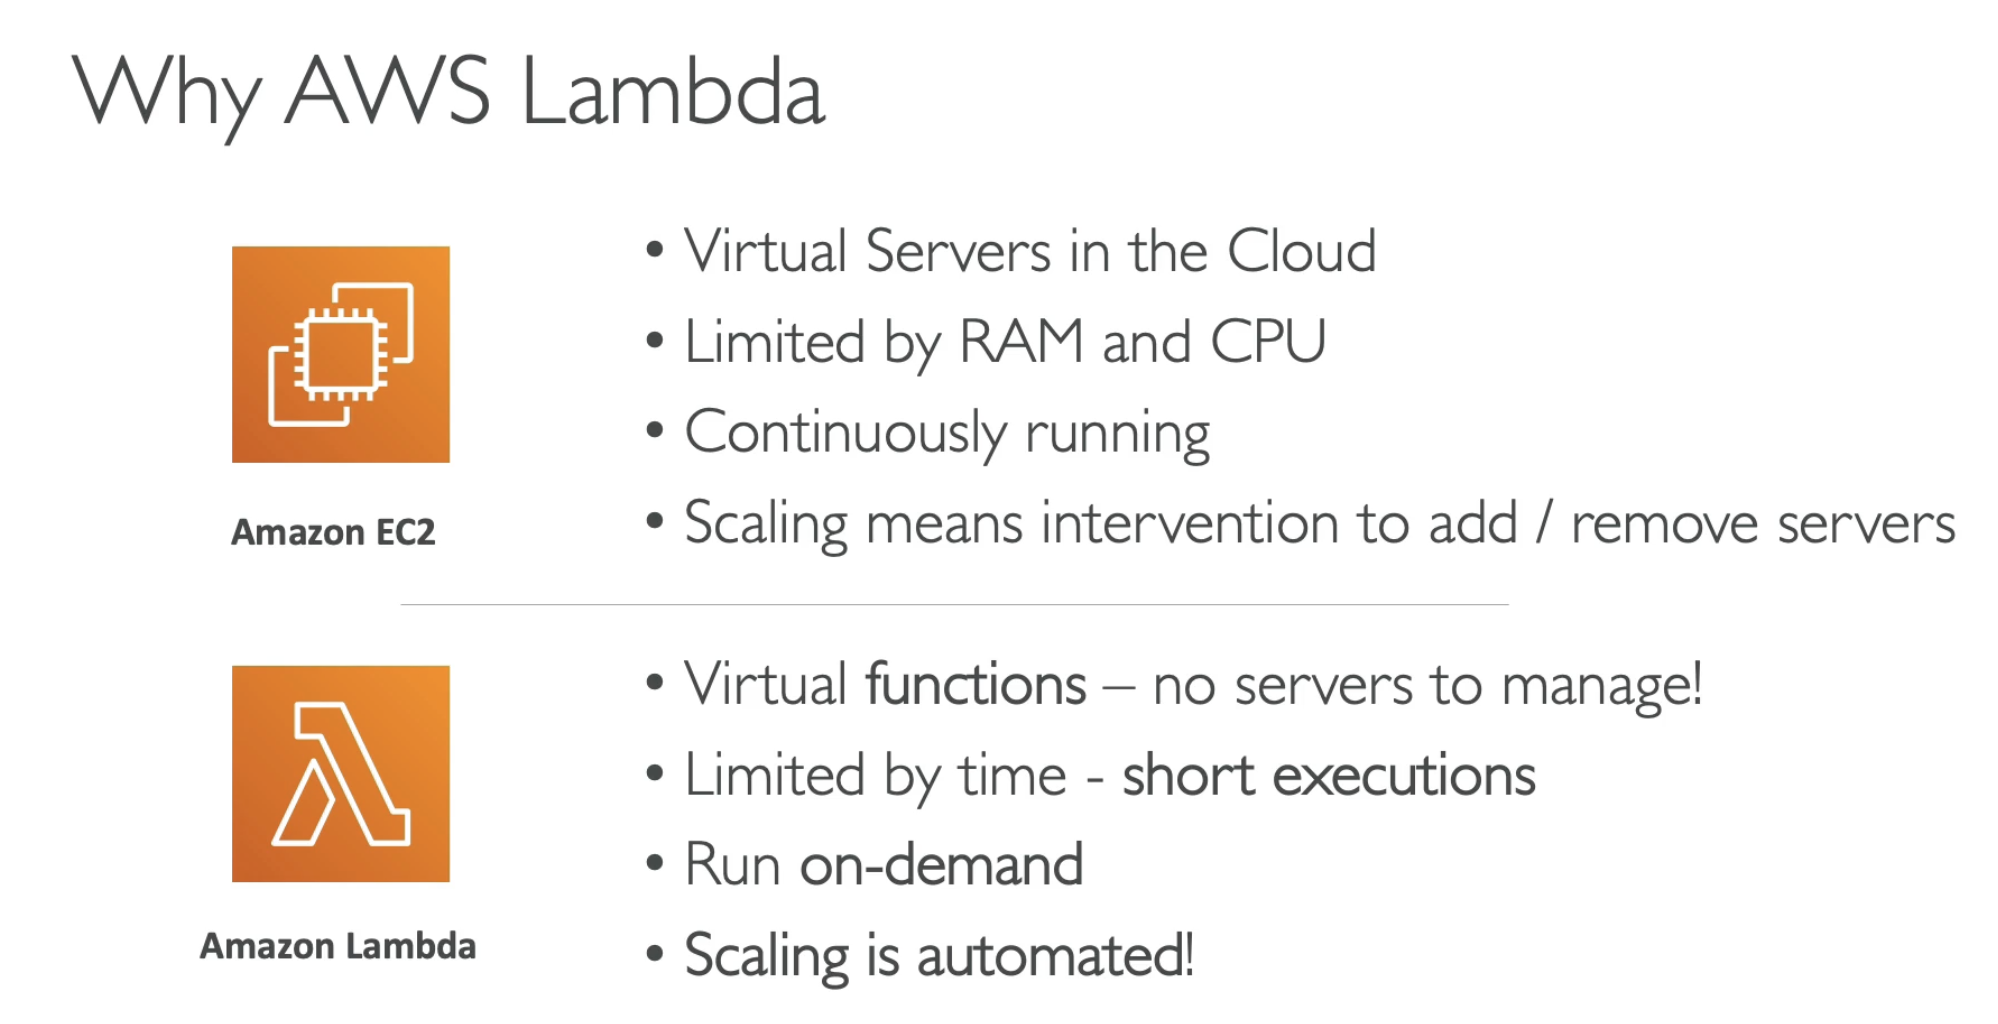 Why AWS Lambda
• Virtual Servers in the Cloud
• Limited by RAM and CPU
• Continuously running
• Scaling means intervention to add / remove servers
Amazon EC2
• Virtual functions – no servers to manage!
• Limited by time - short executions
• Run on-demand
• Scaling is automated!
Amazon Lambda